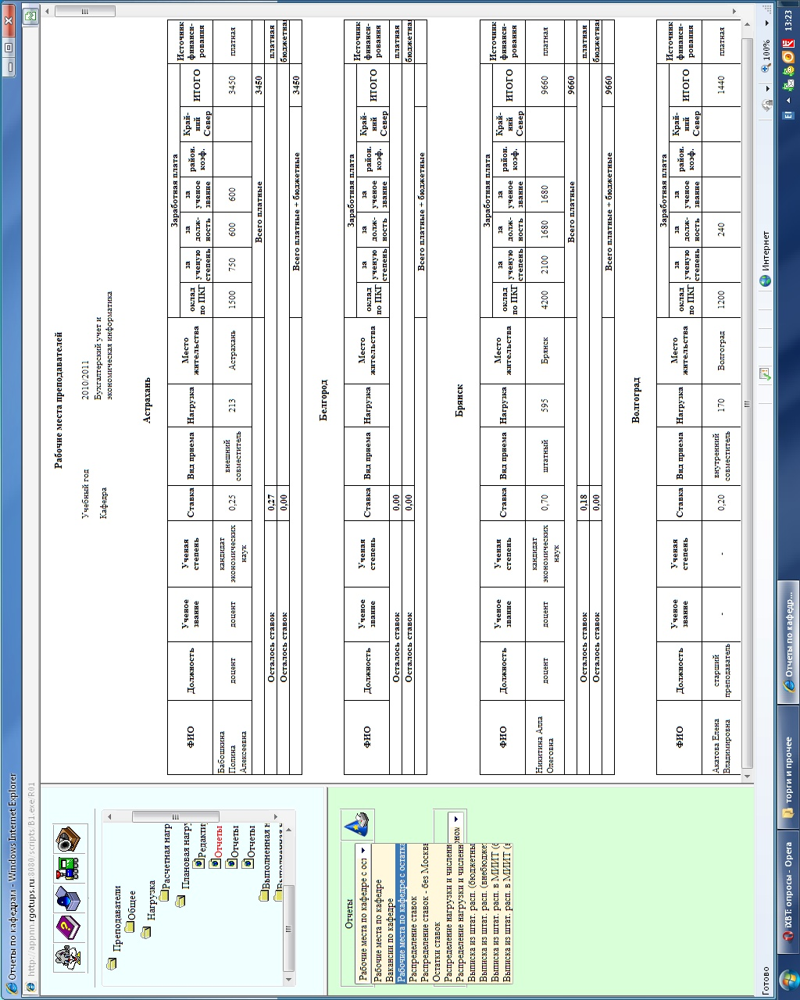 Отчеты по кафедрам - Windows Internet Explorer
http://appnn.rgotups.ru:8080/scripts/B1.exe/R01
Преподаватели
Общее
Нагрузка
Расчетная нагр
Плановая нагру
Редакти
Отчеты
Отчеты
Отчеты
Выполненная н
Отчеты
Рабочие места по кафедре с ост
Рабочие места по кафедре
Вакансии по кафедре
Рабочие места по кафедре с остатка
Распределение ставок
Распределение ставок - без Москвы
Остатки ставок
Распределение нагрузки и численн
Распределение нагрузки и численн
Выписка из штат. расп. (бюджетны
Выписка из штат. расп. (внебюдже
Выписка из штат. расп. в МИИТ (б
Выписка из штат. расп. в МИИТ (в
Рабочие места преподавателей
Учебный год 2010/2011
Кафедра Бухгалтерский учет и
экономическая информатика
Астрахань
ФИО Должность Ученое звание Ученая степень Ставка Вид приема Нагрузка Место жительства Заработная плата Источник финанси- рования
оклад по ПКГ за ученую степень за долж- ность за ученое звание район. коэф. Край- ний Север ИТОГО
Бабошкина Полина Алексеевна доцент доцент кандидат экономических наук 0,25 внешний совместитель 213 Астрахань 1500 750 600 600 3450 платная
Всего платные 3450
Осталось ставок 0,27 платная
Осталось ставок 0,00 бюджетна
Всего платные + бюджетные 3450
Белгород
ФИО Должность Ученое звание Ученая степень Ставка Вид приема Нагрузка Место жительства Заработная плата Источник финанси- рования
оклад по ПКГ за ученую степень за долж- ность за ученое звание район. коэф. Край- ний Север ИТОГО
Осталось ставок 0,00 платная
Осталось ставок 0,00 бюджетна
Всего платные + бюджетные
Брянск
ФИО Должность Ученое звание Ученая степень Ставка Вид приема Нагрузка Место жительства Заработная плата Источник финанси- рования
оклад по ПКГ за ученую степень за долж- ность за ученое звание район. коэф. Край- ний Север ИТОГО
Никитина Алла Олеговна доцент доцент кандидат экономических наук 0,70 штатный 595 Брянск 4200 2100 1680 1680 9660 платная
Всего платные 9660
Осталось ставок 0,18 платная
Осталось ставок 0,00 бюджетна
Всего платные + бюджетные 9660
Волгоград
ФИО Должность Ученое звание Ученая степень Ставка Вид приема Нагрузка Место жительства Заработная плата Источник финанси- рования
оклад по ПКГ за ученую степень за долж- ность за ученое звание район. коэф. Край- ний Север ИТОГО
Акатова Елена Владимировна старший преподаватель - - 0,20 внутренний совместитель 170 Волгоград 1200 240 1440 платная
Готово Интернет 100%
iXBT: опросы - Opera торги и прочее Отчеты по кафедр... EN 13:23